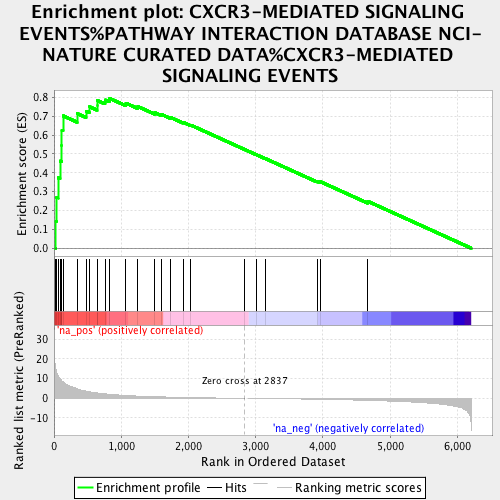 Enrichment plot: CXCR3-MEDIATED SIGNALING
EVENTS%PATHWAY INTERACTION DATABASE NCI-
NATURE CURATED DATA%CXCR3-MEDIATED
SIGNALING EVENTS
Enrichment score (ES)
0.8
0.7
0.6
0.5
0.4
0.3
0.2
0.1
0.0
'na_pos' (positively correlated)
Ranked list metric (PreRanked)
30
20
10
0
-10
Zero cross at 2837
'na_neg' (negatively correlated)
0
1,000
2,000
3,000
4,000
5,000
6,000
Rank in Ordered Dataset
Enrichment profile
Hits
Ranking metric scores